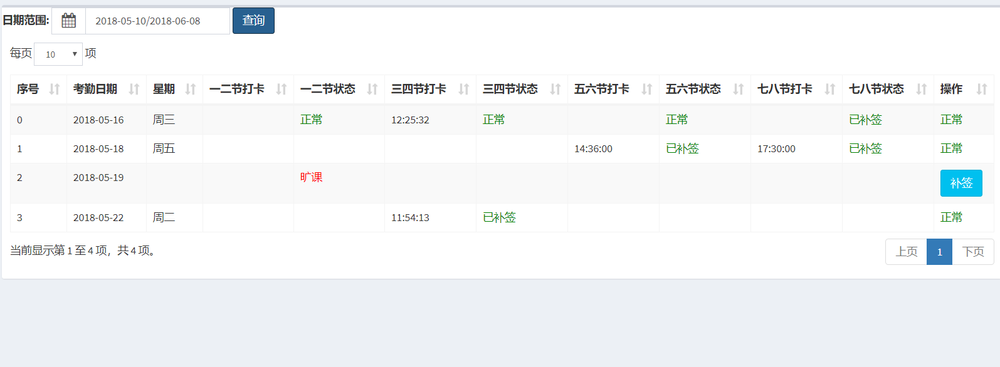 日期范围: 2018-05-10/2018-06-08 查询
每页 10 项
序号 考勤日期 星期 一二节打卡 一二节状态 三四节打卡 三四节状态 五六节打卡 五六节状态 七八节打卡 七八节状态 操作
0 2018-05-16 周三 正常 12:25:32 正常 正常 已补签 正常
1 2018-05-18 周五 14:36:00 已补签 17:30:00 已补签 正常
2 2018-05-19 旷课 补签
3 2018-05-22 周二 11:54:13 已补签 正常
当前显示第 1 至 4 项，共 4 项。 上页 1 下页